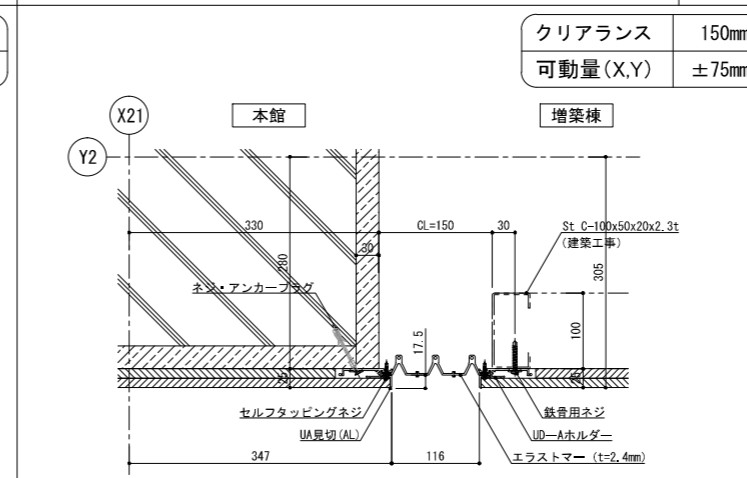 クリアランス 150mm
可動量(X,Y) ±75mm
X21
本館
増築棟
Y2
330
CL=150
30
St C-100x50x20x2.3t
(建築工事)
30
280
305
ネジ・アンカープラグ
17.5
100
25
25
セルフタッピングネジ
鉄骨用ネジ
UA見切(AL)
UD-Aホルダー
347
116
エラストマー (t=2.4mm)